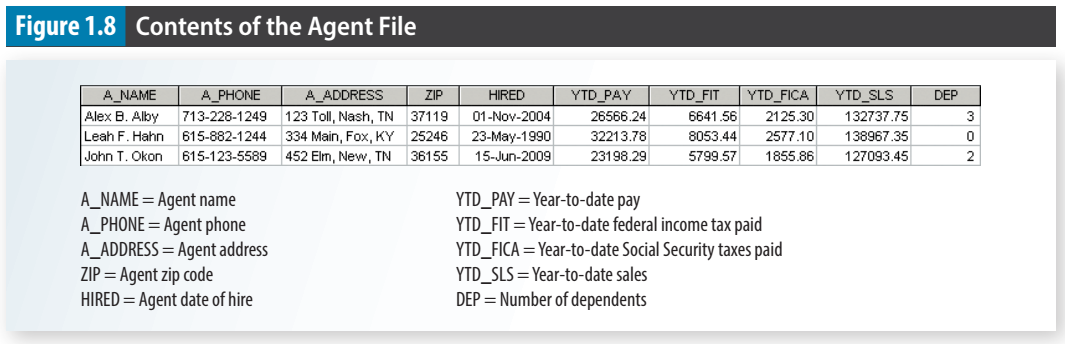 Figure 1.8 Contents of the Agent File
A_NAME A_PHONE A_ADDRESS ZIP HIRED YTD_PAY YTD_FIT YTD_FICA YTD_SLS DEP
Alex B. Alby 713-228-1249 123 Toll, Nash, TN 37119 01-Nov-2004 26566.24 6641.56 2125.30 132737.75 3
Leah F. Hahn 615-882-1244 334 Main, Fox, KY 25246 23-May-1990 32213.78 8053.44 2577.10 138967.35 0
John T. Okon 615-123-5589 452 Elm, New, TN 36155 15-Jun-2009 23198.29 5799.57 1855.86 127093.45 2
A_NAME = Agent name
A_PHONE = Agent phone
A_ADDRESS = Agent address
ZIP = Agent zip code
HIRED = Agent date of hire
YTD_PAY = Year-to-date pay
YTD_FIT = Year-to-date federal income tax paid
YTD_FICA = Year-to-date Social Security taxes paid
YTD_SLS = Year-to-date sales
DEP = Number of dependents